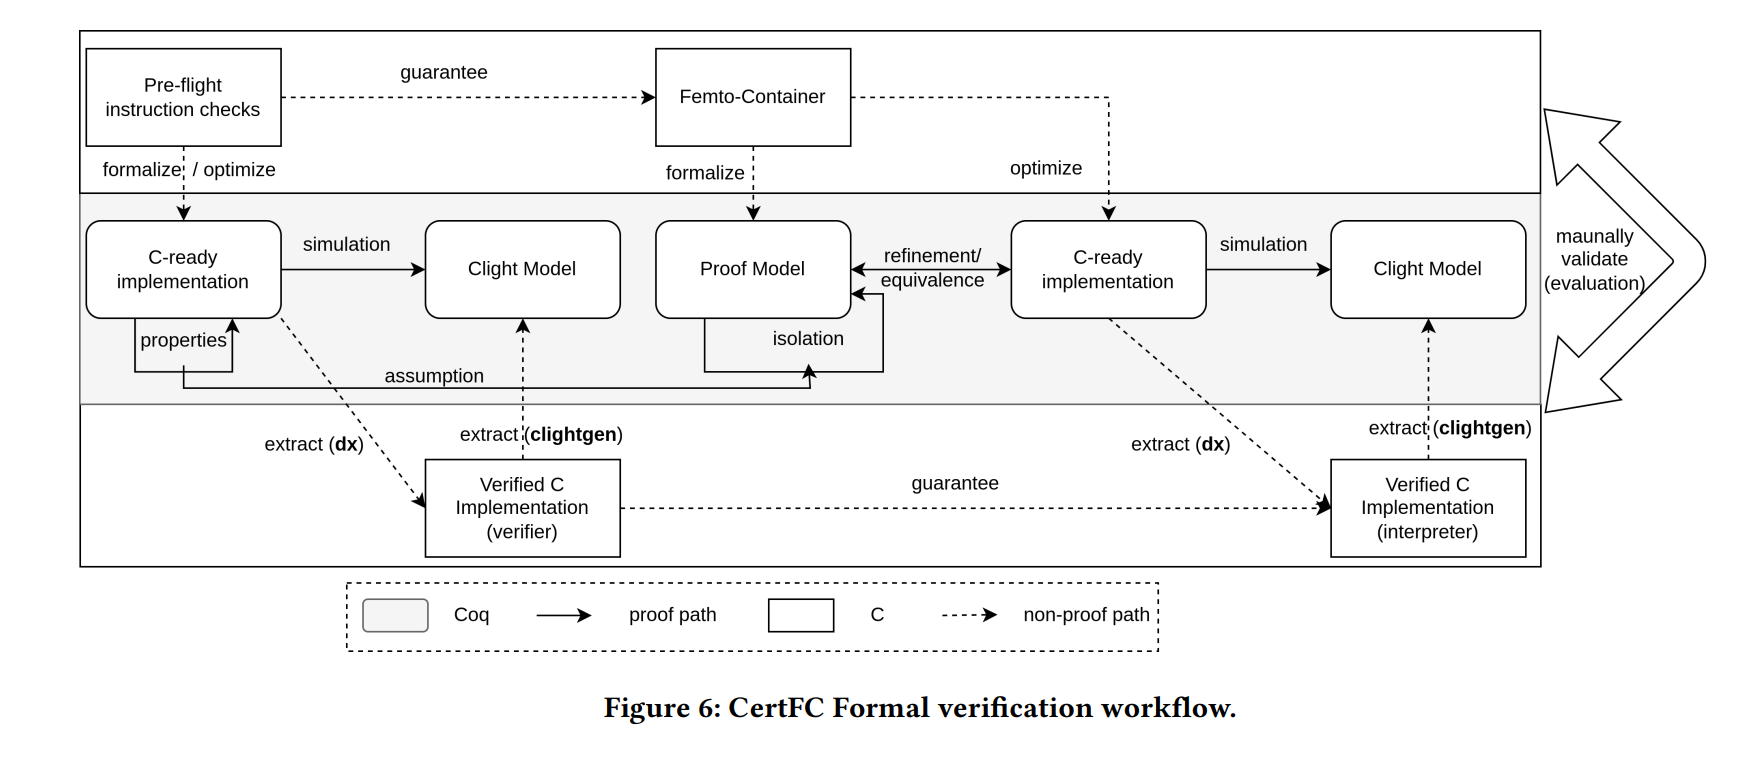 Pre-flight
instruction checks
guarantee
Femto-Container
formalize / optimize
formalize
optimize
C-ready
implementation
simulation
Clight Model
Proof Model
refinement/
equivalence
C-ready
implementation
simulation
Clight Model
maunally
validate
(evaluation)
properties
isolation
assumption
extract (dx)
extract (clightgen)
extract (dx)
extract (clightgen)
Verified C
Implementation
(verifier)
guarantee
Verified C
Implementation
(interpreter)
Coq
proof path
C
non-proof path
Figure 6: CertFC Formal verification workflow.